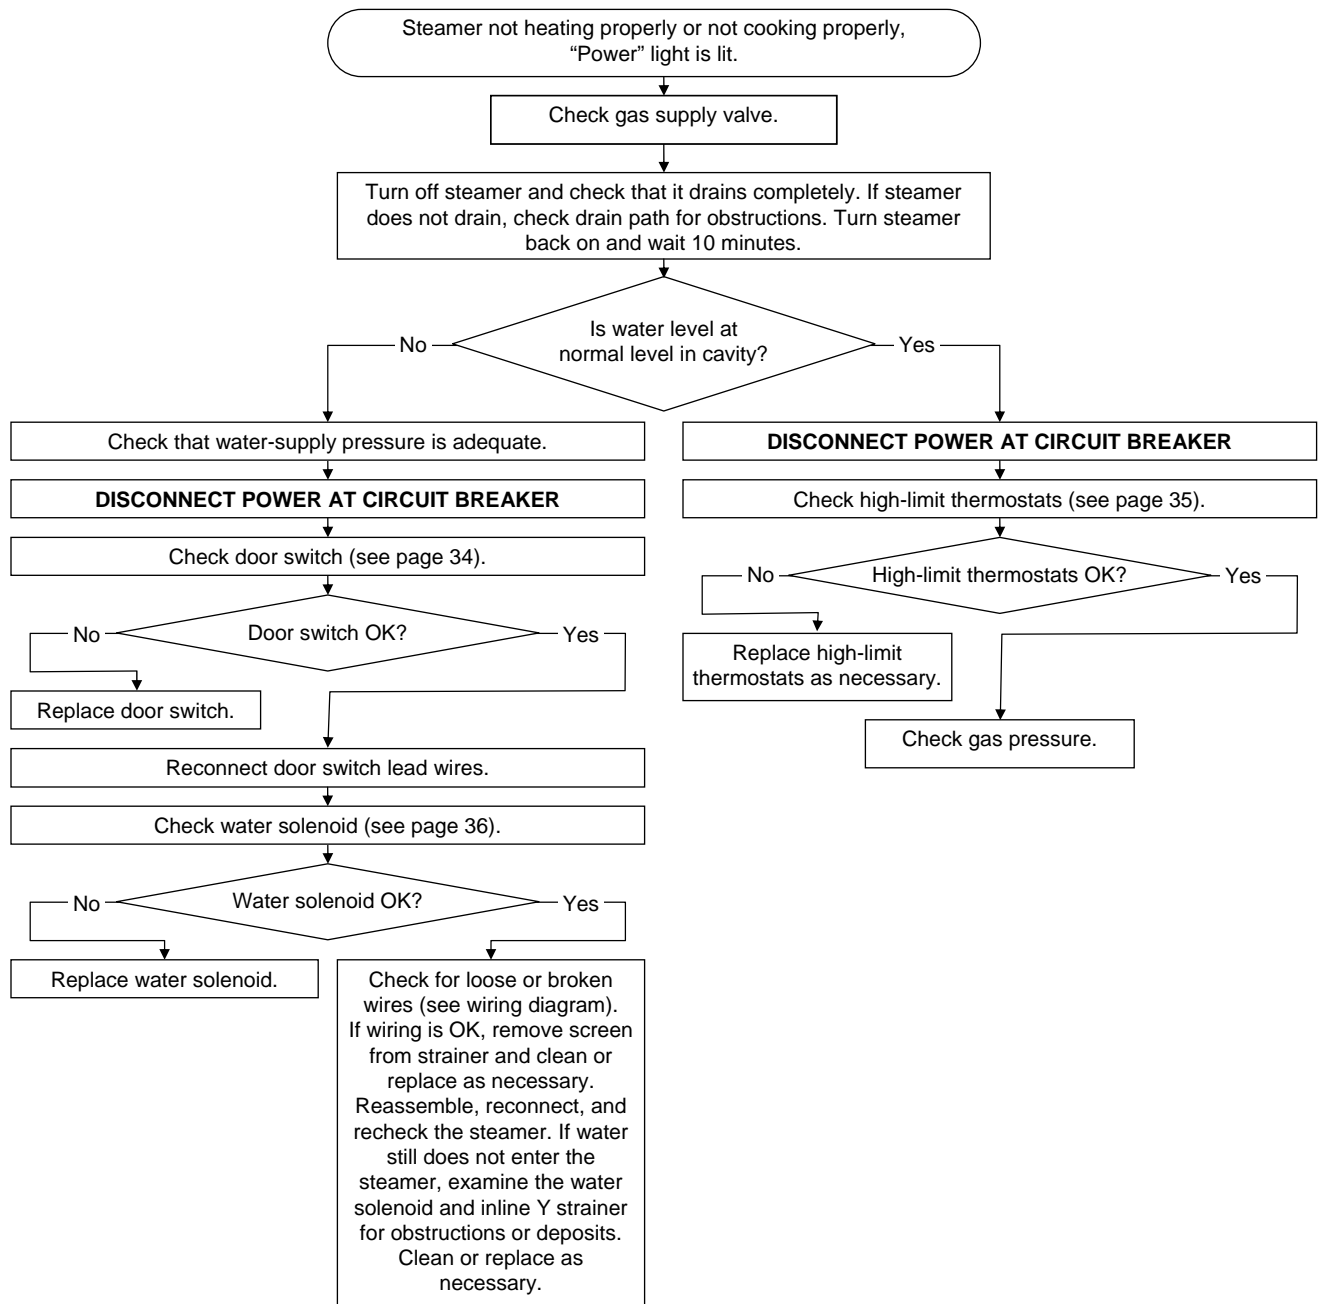 Steamer not heating properly or not cooking properly,
“Power” light is lit.
Check gas supply valve.
Turn off steamer and check that it drains completely. If steamer
does not drain, check drain path for obstructions. Turn steamer
back on and wait 10 minutes.
Is water level at
normal level in cavity?
No
Yes
Check that water-supply pressure is adequate.
DISCONNECT POWER AT CIRCUIT BREAKER
Check door switch (see page 34).
Door switch OK?
No
Yes
Replace door switch.
Reconnect door switch lead wires.
Check water solenoid (see page 36).
Water solenoid OK?
No
Yes
Replace water solenoid.
Check for loose or broken
wires (see wiring diagram).
If wiring is OK, remove screen
from strainer and clean or
replace as necessary.
Reassemble, reconnect, and
recheck the steamer. If water
still does not enter the
steamer, examine the water
solenoid and inline Y strainer
for obstructions or deposits.
Clean or replace as
necessary.
DISCONNECT POWER AT CIRCUIT BREAKER
Check high-limit thermostats (see page 35).
High-limit thermostats OK?
No
Yes
Replace high-limit
thermostats as necessary.
Check gas pressure.